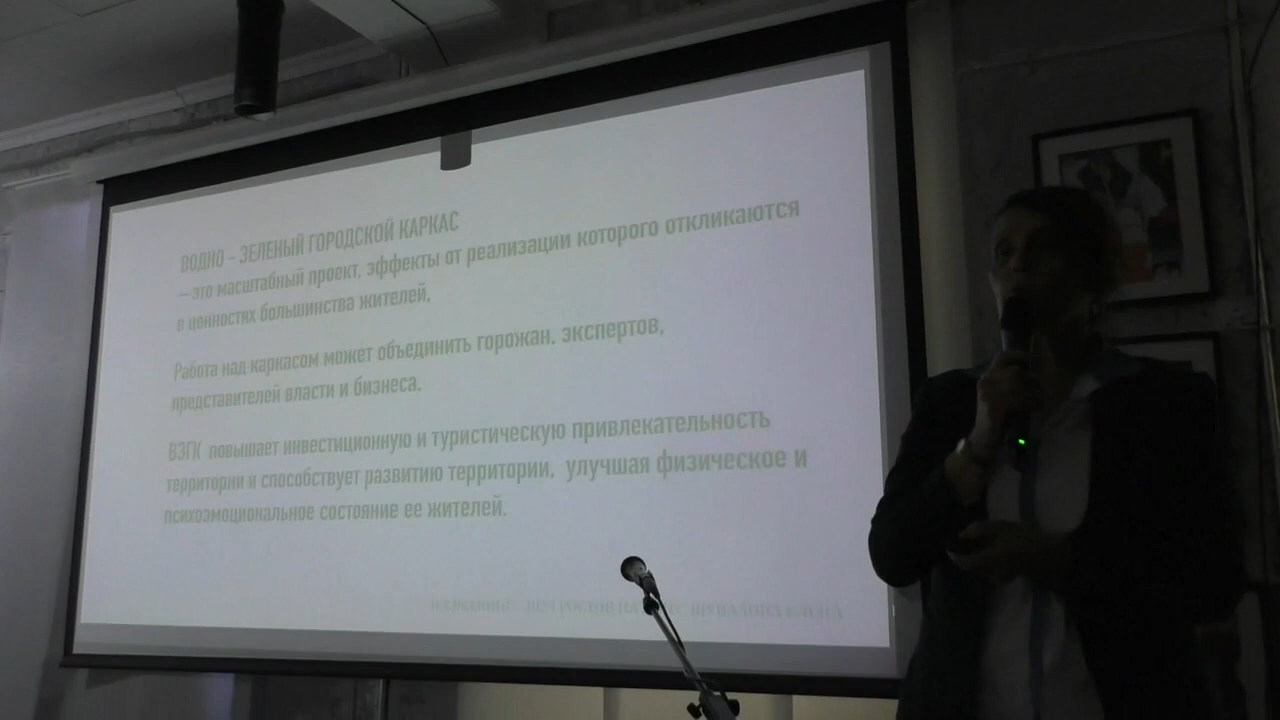 ВОДНО – ЗЕЛЕНЫЙ ГОРОДСКОЙ КАРКАС
– это масштабный проект, эффекты от реализации которого откликаются
в ценностях большинства жителей.
Работа над каркасом может объединить горожан, экспертов,
представителей власти и бизнеса.
ВЗГК повышает инвестиционную и туристическую привлекательность
территории и способствует развитию территории, улучшая физическое и
психоэмоциональное состояние ее жителей.